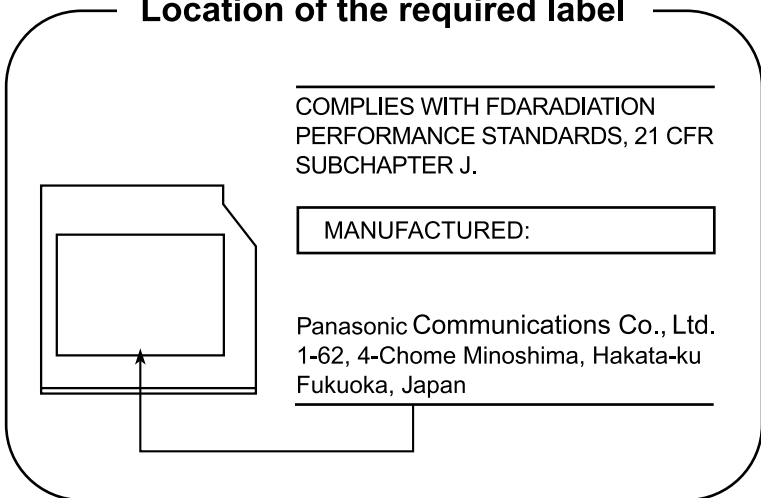 Location of the required label
COMPLIES WITH FDARADIATION
PERFORMANCE STANDARDS, 21 CFR
SUBCHAPTER J.
MANUFACTURED:
Panasonic Communications Co., Ltd.
1-62, 4-Chome Minoshima, Hakata-ku
Fukuoka, Japan